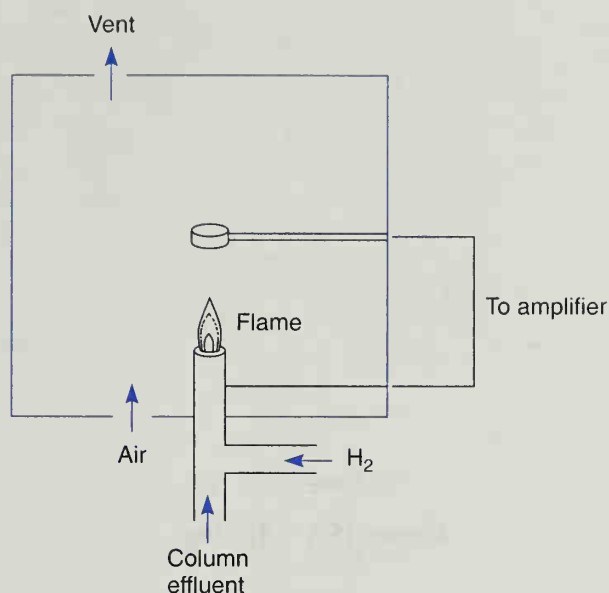 Vent
Flame
To amplifier
Air
H₂
Column
effluent